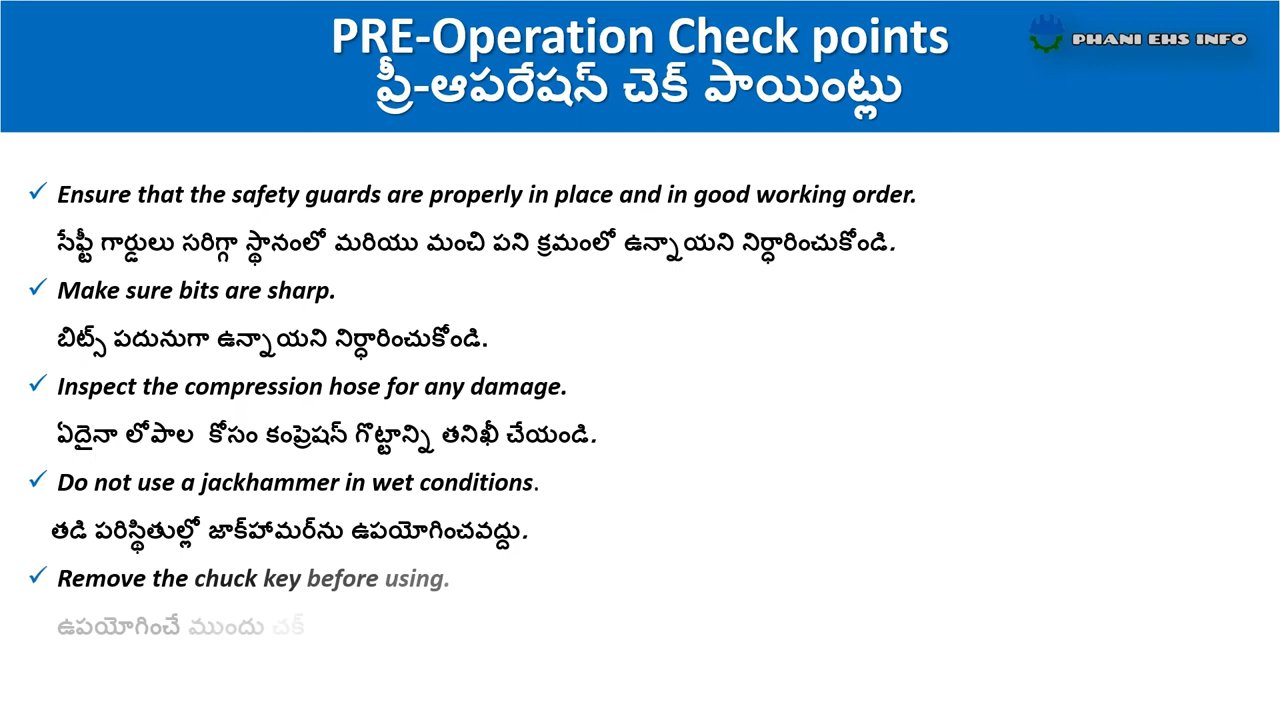 PRE-Operation Check points
ప్రీ-ఆపరేషన్ చెక్ పాయింట్లు
PHANI EHS INFO
✓ Ensure that the safety guards are properly in place and in good working order.
సేఫ్టీ గార్డులు సరిగ్గా స్థానంలో మరియు మంచి పని క్రమంలో ఉన్నాయని నిర్ధారించుకోండి.
✓ Make sure bits are sharp.
బిట్స్ పదునుగా ఉన్నాయని నిర్ధారించుకోండి.
✓ Inspect the compression hose for any damage.
ఏదైనా లోపాల కోసం కంప్రెషన్ గొట్టాన్ని తనిఖీ చేయండి.
✓ Do not use a jackhammer in wet conditions.
తడి పరిస్థితుల్లో జాక్‌హామర్‌ను ఉపయోగించవద్దు.
✓ Remove the chuck key before using.
ఉపయోగించే ముందు చక్